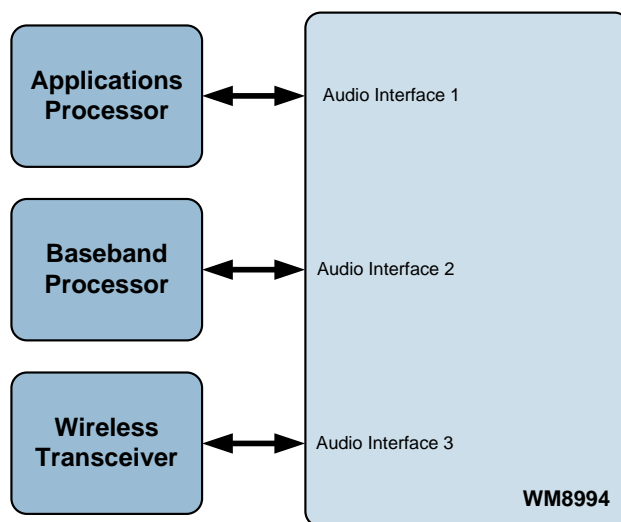 Applications
Processor
Audio Interface 1
Baseband
Processor
Audio Interface 2
Wireless
Transceiver
Audio Interface 3
WM8994